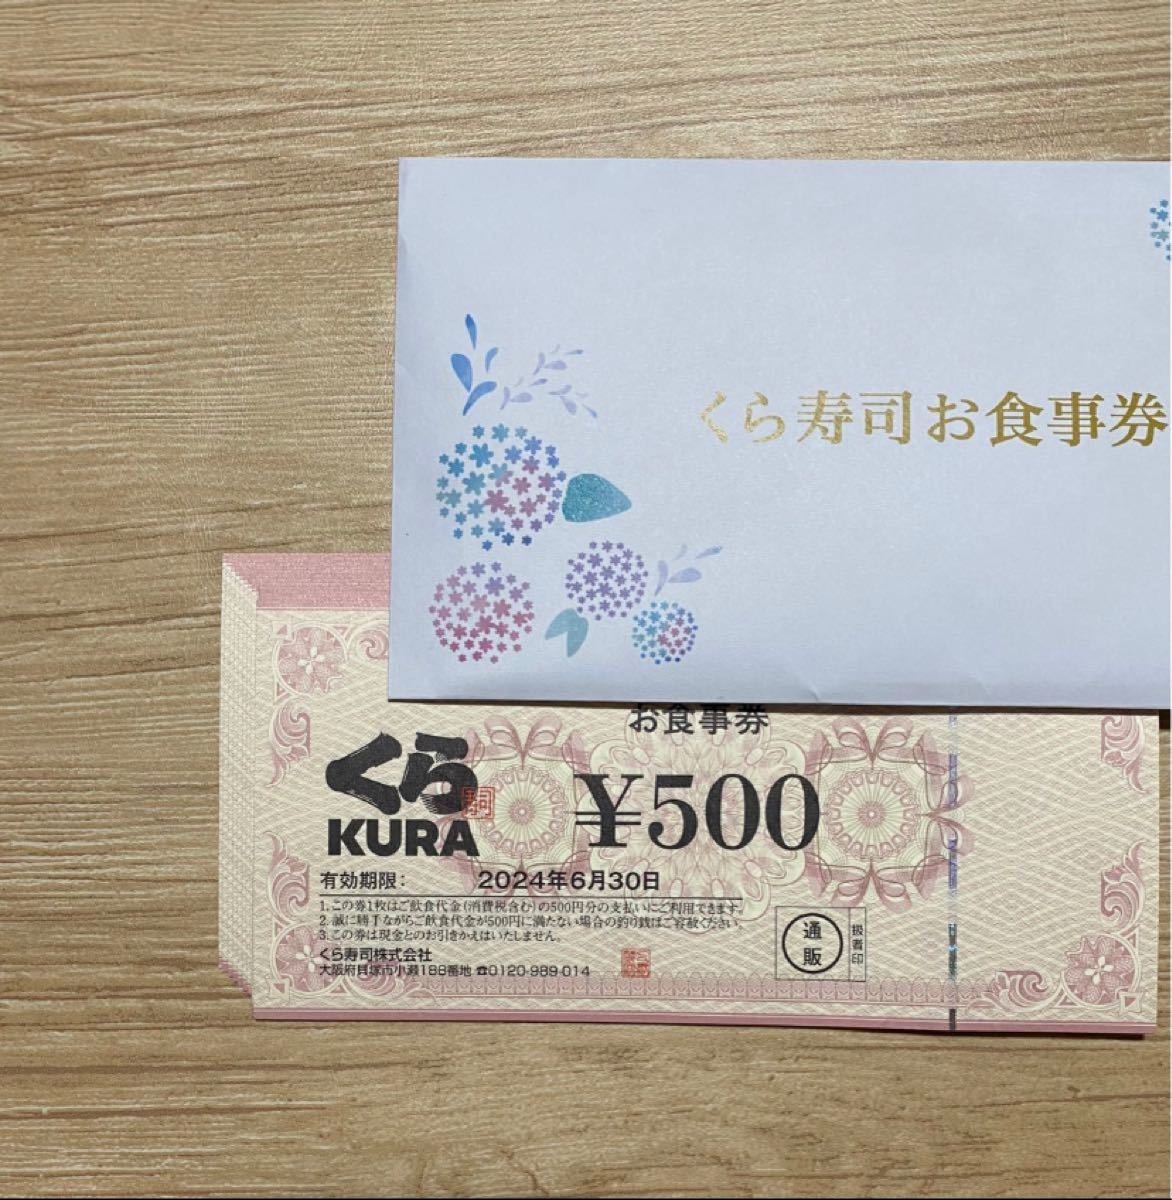 くら寿司お食事券
お食事券
くら
KURA
¥500
有効期限: 2024年6月30日
1.この券1枚はご飲食代金(消費税含む)の500円分の支払いにご利用できます。
2.誠に勝手ながらご飲食代金が500円に満たない場合の釣り銭はご容赦ください。
3.この券は現金とのお引きかえはいたしません。
くら寿司株式会社
大阪府貝塚市小瀬188番地 ☎0120-989-014
通販
扱者印